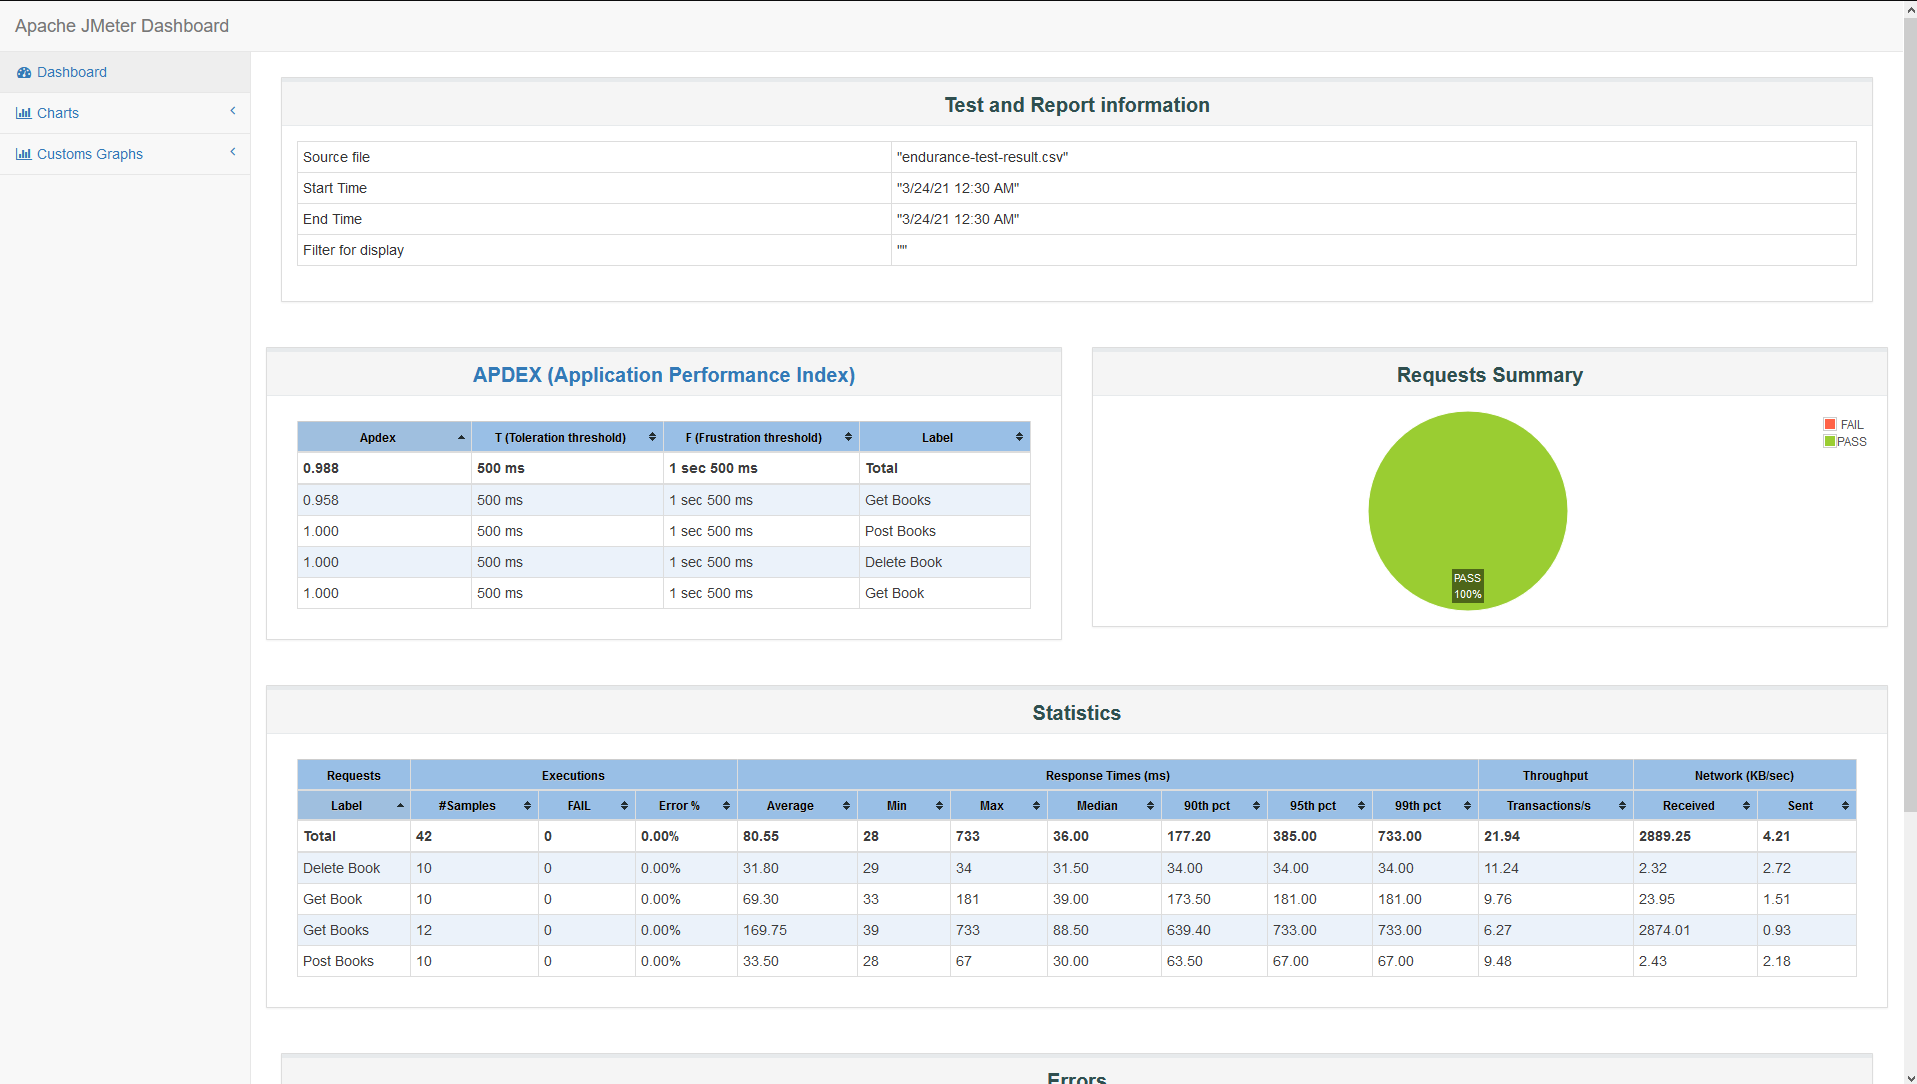 Apache JMeter Dashboard
Dashboard
Charts
Customs Graphs
Test and Report information
Source file "endurance-test-result.csv"
Start Time "3/24/21 12:30 AM"
End Time "3/24/21 12:30 AM"
Filter for display ""
APDEX (Application Performance Index)
Apdex T (Toleration threshold) F (Frustration threshold) Label
0.988 500 ms 1 sec 500 ms Total
0.958 500 ms 1 sec 500 ms Get Books
1.000 500 ms 1 sec 500 ms Post Books
1.000 500 ms 1 sec 500 ms Delete Book
1.000 500 ms 1 sec 500 ms Get Book
Requests Summary
FAIL
PASS
PASS
100%
Statistics
Requests Executions Response Times (ms) Throughput Network (KB/sec)
Label #Samples FAIL Error % Average Min Max Median 90th pct 95th pct 99th pct Transactions/s Received Sent
Total 42 0 0.00% 80.55 28 733 36.00 177.20 385.00 733.00 21.94 2889.25 4.21
Delete Book 10 0 0.00% 31.80 29 34 31.50 34.00 34.00 34.00 11.24 2.32 2.72
Get Book 10 0 0.00% 69.30 33 181 39.00 173.50 181.00 181.00 9.76 23.95 1.51
Get Books 12 0 0.00% 169.75 39 733 88.50 639.40 733.00 733.00 6.27 2874.01 0.93
Post Books 10 0 0.00% 33.50 28 67 30.00 63.50 67.00 67.00 9.48 2.43 2.18
Errors